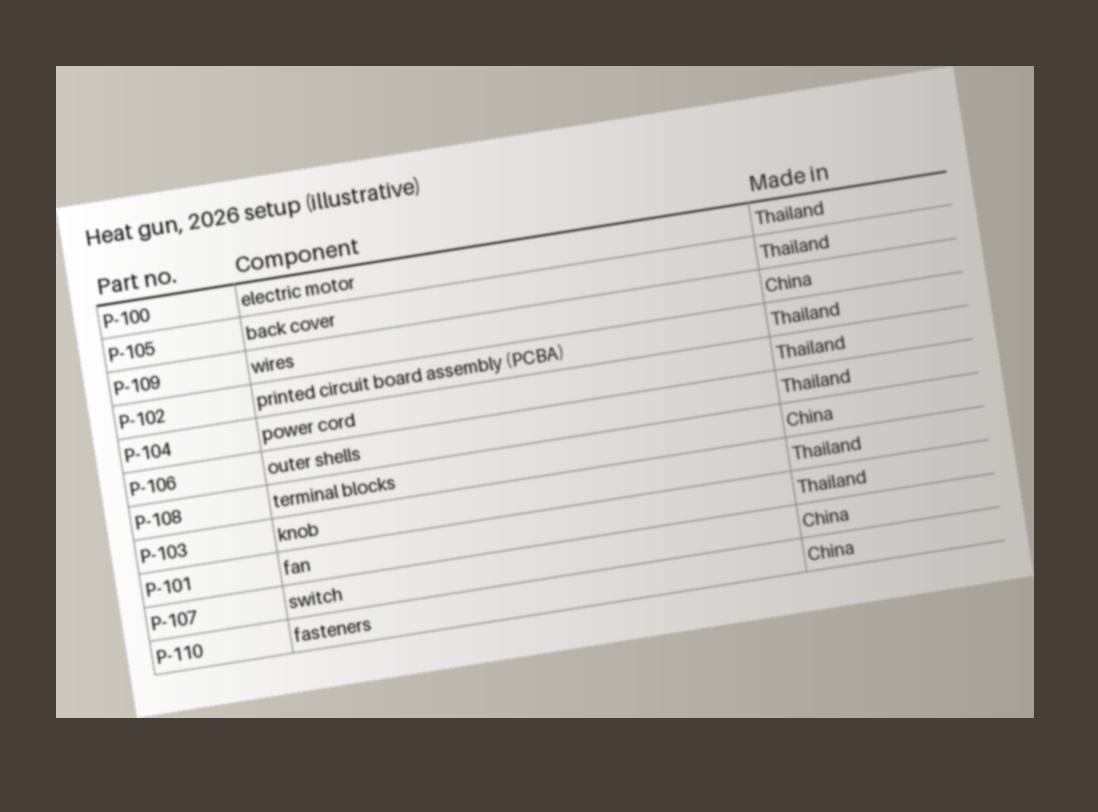 Heat gun, 2026 setup (illustrative)
Part no. Component Made in
P-100 electric motor Thailand
P-105 back cover Thailand
P-109 wires China
P-102 printed circuit board assembly (PCBA) Thailand
P-104 power cord Thailand
P-106 outer shells Thailand
P-108 terminal blocks China
P-103 knob Thailand
P-101 fan Thailand
P-107 switch China
P-110 fasteners China